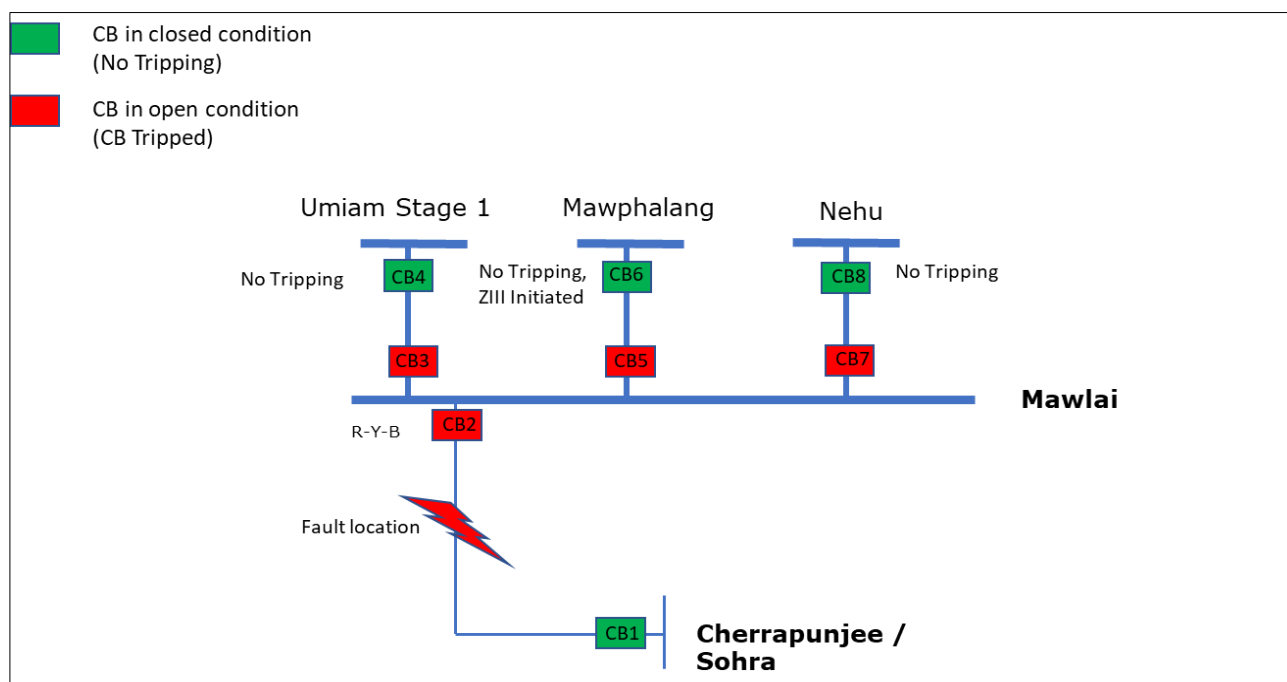 CB in closed condition
(No Tripping)
CB in open condition
(CB Tripped)
Umiam Stage 1
Mawphalang
Nehu
No Tripping
CB4
No Tripping,
ZIII Initiated
CB6
CB8
No Tripping
CB3
CB5
CB7
Mawlai
R-Y-B
CB2
Fault location
CB1
Cherrapunjee /
Sohra